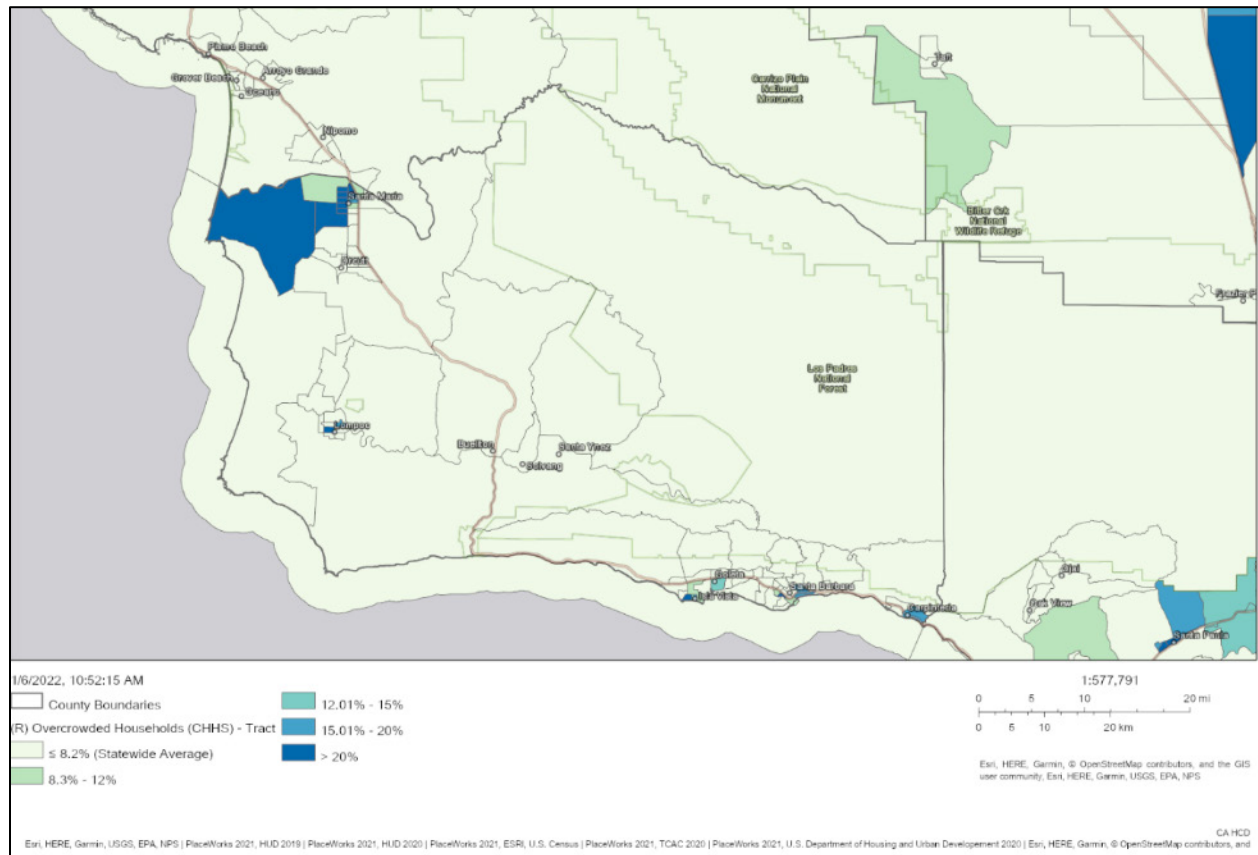 Pismo Beach
Arroyo Grande
Grover Beach
Oceano
Nipomo
Santa Maria
Orcutt
Carrizo Plain
National
Monument
Taft
Bitter Crk
National
Wildlife Refuge
Los Padres
National
Forest
Lompoc
Buellton
Santa Ynez
Solvang
Goleta
Isla Vista
Santa Barbara
Carpinteria
Ojai
Oak View
Santa Paula
1/6/2022, 10:52:15 AM
County Boundaries
(R) Overcrowded Households (CHHS) - Tract
≤ 8.2% (Statewide Average)
8.3% - 12%
12.01% - 15%
15.01% - 20%
> 20%
1:577,791
0 5 10 20 mi
0 5 10 20 km
Esri, HERE, Garmin, © OpenStreetMap contributors, and the GIS
user community, Esri, HERE, Garmin, USGS, EPA, NPS
CA HCD
Esri, HERE, Garmin, USGS, EPA, NPS | PlaceWorks 2021, HUD 2019 | PlaceWorks 2021, HUD 2020 | PlaceWorks 2021, ESRI, U.S. Census | PlaceWorks 2021, TCAC 2020 | PlaceWorks 2021, U.S. Department of Housing and Urban Developement 2020 | Esri, HERE, Garmin, © OpenStreetMap contributors, and